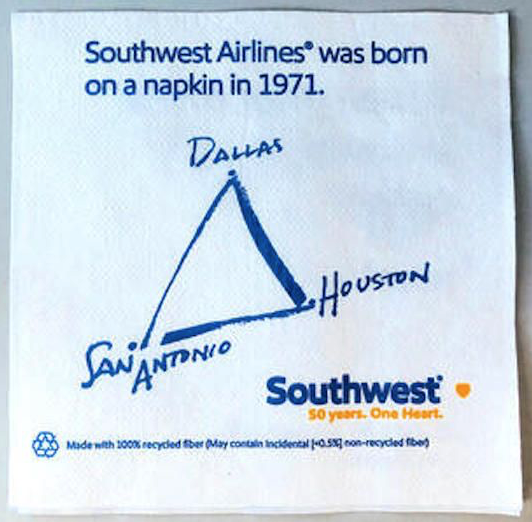 Southwest Airlines® was born
on a napkin in 1971.
DALLAS
HOUSTON
SAN ANTONIO
Southwest®
50 years. One Heart.
Made with 100% recycled fiber (May contain incidental [<0.5%] non-recycled fiber)